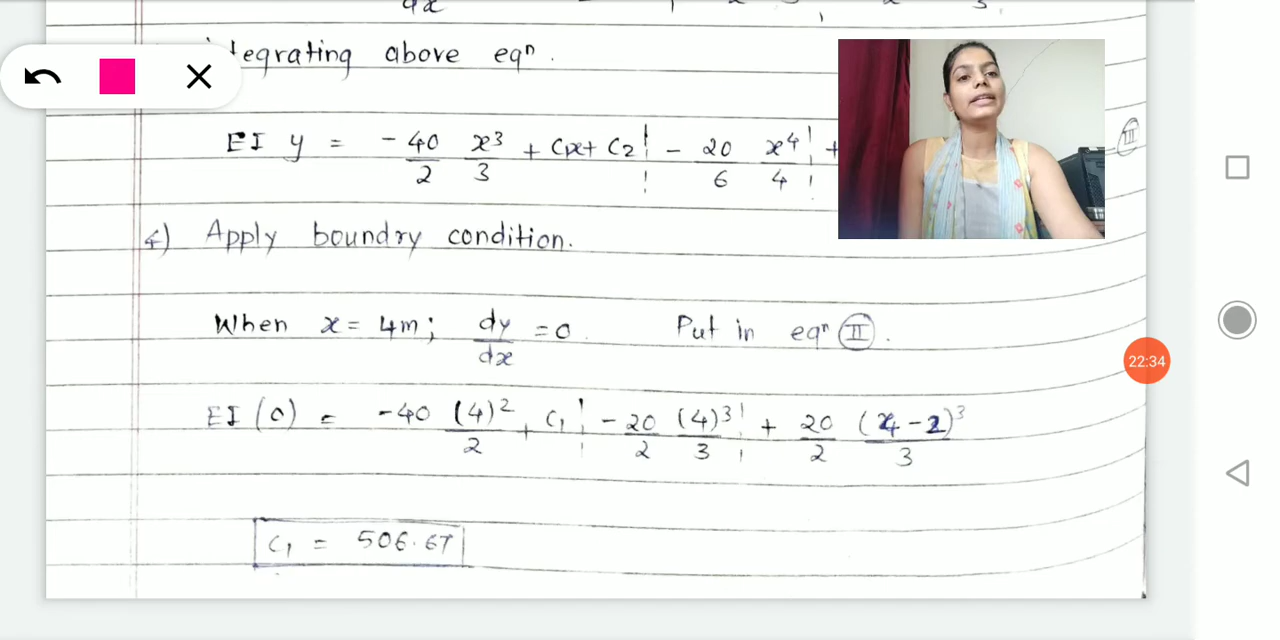 dx
integrating above eqⁿ.
EI y = -40/2 x³/3 + C₁x + C₂ ¦ - 20/6 x⁴/4 ¦ + III
4) Apply boundry condition.
When x = 4m; dy/dx = 0 Put in eqⁿ II.
22:34
EI (0) = -40 (4)²/2 + C₁ ¦ - 20/2 (4)³/3 ¦ + 20/2 (4-2)³/3
C₁ = 506.67